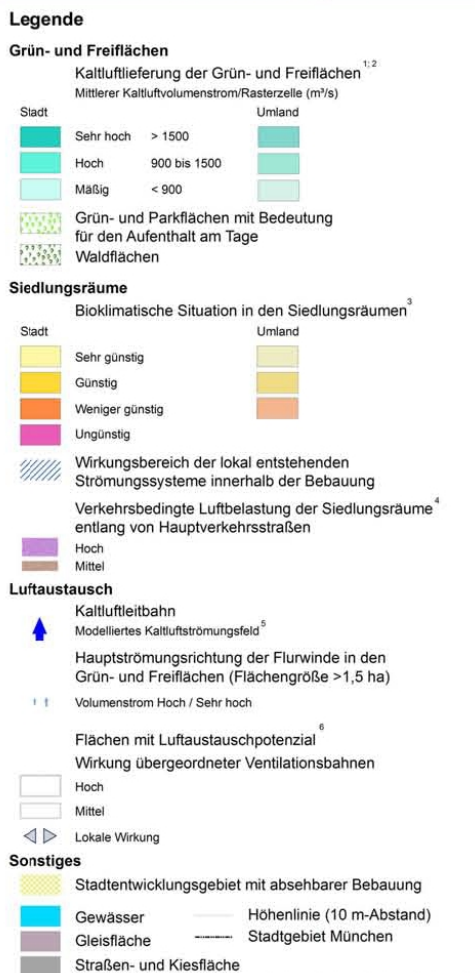 Legende
Grün- und Freiflächen
Kaltluftlieferung der Grün- und Freiflächen 1; 2
Mittlerer Kaltluftvolumenstrom/Rasterzelle (m³/s)
Stadt Umland
Sehr hoch > 1500
Hoch 900 bis 1500
Mäßig < 900
Grün- und Parkflächen mit Bedeutung
für den Aufenthalt am Tage
Waldflächen
Siedlungsräume
Bioklimatische Situation in den Siedlungsräumen 3
Stadt Umland
Sehr günstig
Günstig
Weniger günstig
Ungünstig
Wirkungsbereich der lokal entstehenden
Strömungssysteme innerhalb der Bebauung
Verkehrsbedingte Luftbelastung der Siedlungsräume 4
entlang von Hauptverkehrsstraßen
Hoch
Mittel
Luftaustausch
Kaltluftleitbahn
Modelliertes Kaltluftströmungsfeld 5
Hauptströmungsrichtung der Flurwinde in den
Grün- und Freiflächen (Flächengröße >1,5 ha)
Volumenstrom Hoch / Sehr hoch
Flächen mit Luftaustauschpotenzial 6
Wirkung übergeordneter Ventilationsbahnen
Hoch
Mittel
Lokale Wirkung
Sonstiges
Stadtentwicklungsgebiet mit absehbarer Bebauung
Gewässer Höhenlinie (10 m-Abstand)
Gleisfläche Stadtgebiet München
Straßen- und Kiesfläche